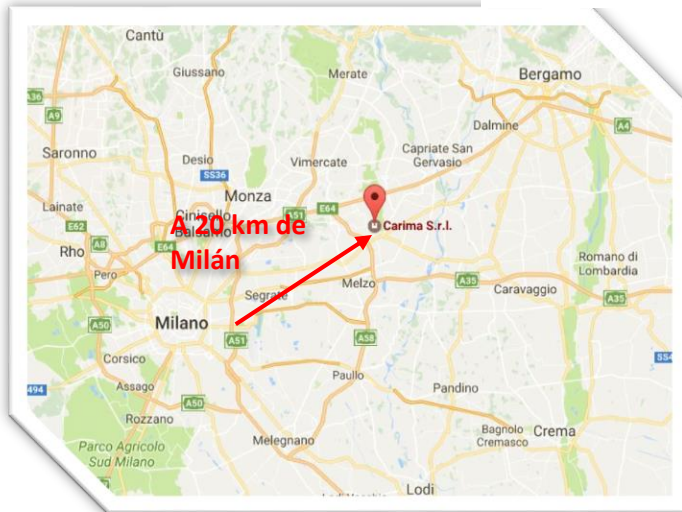 Cantù
Giussano
Merate
Bergamo
A36
A9
Dalmine
A4
Saronno
Desio
Vimercate
Capriate San
Gervasio
SS36
Lainate
Monza
E62
Cinisello
Balsamo
A51
E64
A 20 km de
Milán
Carima S.r.l.
Rho
A8
E64
Pero
Romano di
Lombardia
Segrate
Melzo
A35
Caravaggio
A35
A50
Milano
A51
A58
SS4
Corsico
Paullo
494
Assago
A50
Pandino
Rozzano
Bagnolo
Cremasco
Crema
Melegnano
Parco Agricolo
Sud Milano
Lodi